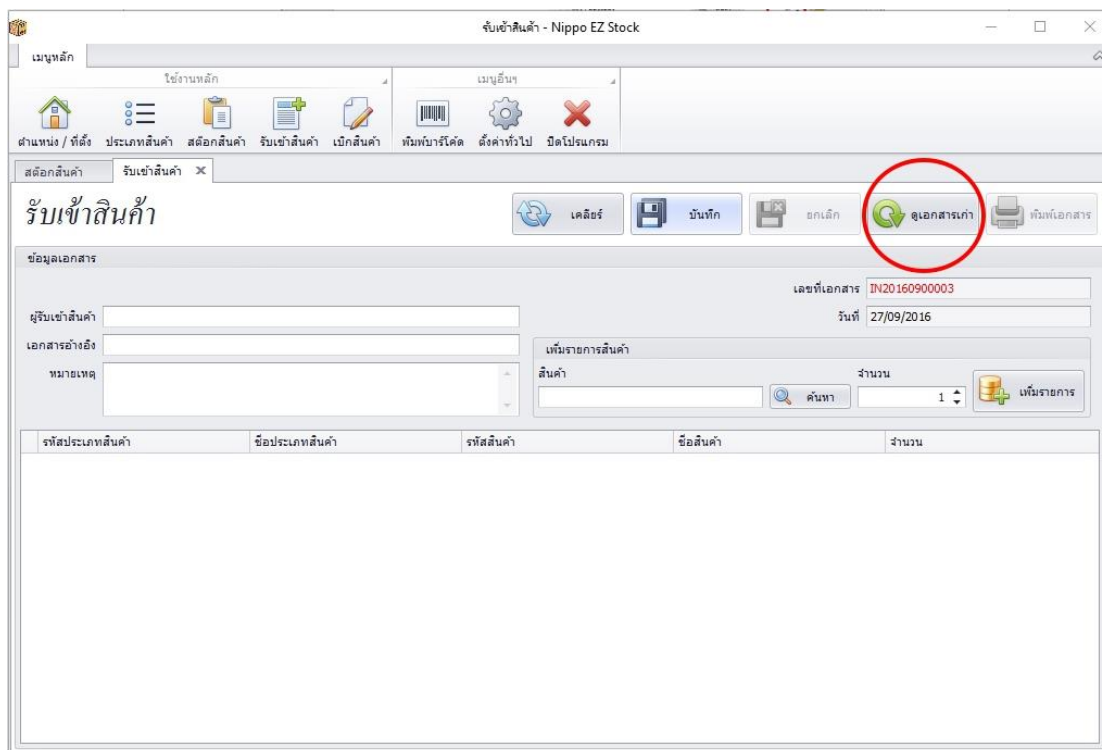 รับเข้าสินค้า - Nippo EZ Stock
เมนูหลัก
ใช้งานหลัก เมนูอื่นๆ
ตำแหน่ง / ที่ตั้ง ประเภทสินค้า สต๊อกสินค้า รับเข้าสินค้า เบิกสินค้า พิมพ์บาร์โค้ด ตั้งค่าทั่วไป ปิดโปรแกรม
สต๊อกสินค้า รับเข้าสินค้า
รับเข้าสินค้า เคลียร์ บันทึก ยกเลิก ดูเอกสารเก่า พิมพ์เอกสาร
ข้อมูลเอกสาร
เลขที่เอกสาร IN20160900003
ผู้รับเข้าสินค้า วันที่ 27/09/2016
เอกสารอ้างอิง เพิ่มรายการสินค้า
หมายเหตุ สินค้า จำนวน
ค้นหา 1 เพิ่มรายการ
รหัสประเภทสินค้า ชื่อประเภทสินค้า รหัสสินค้า ชื่อสินค้า จำนวน